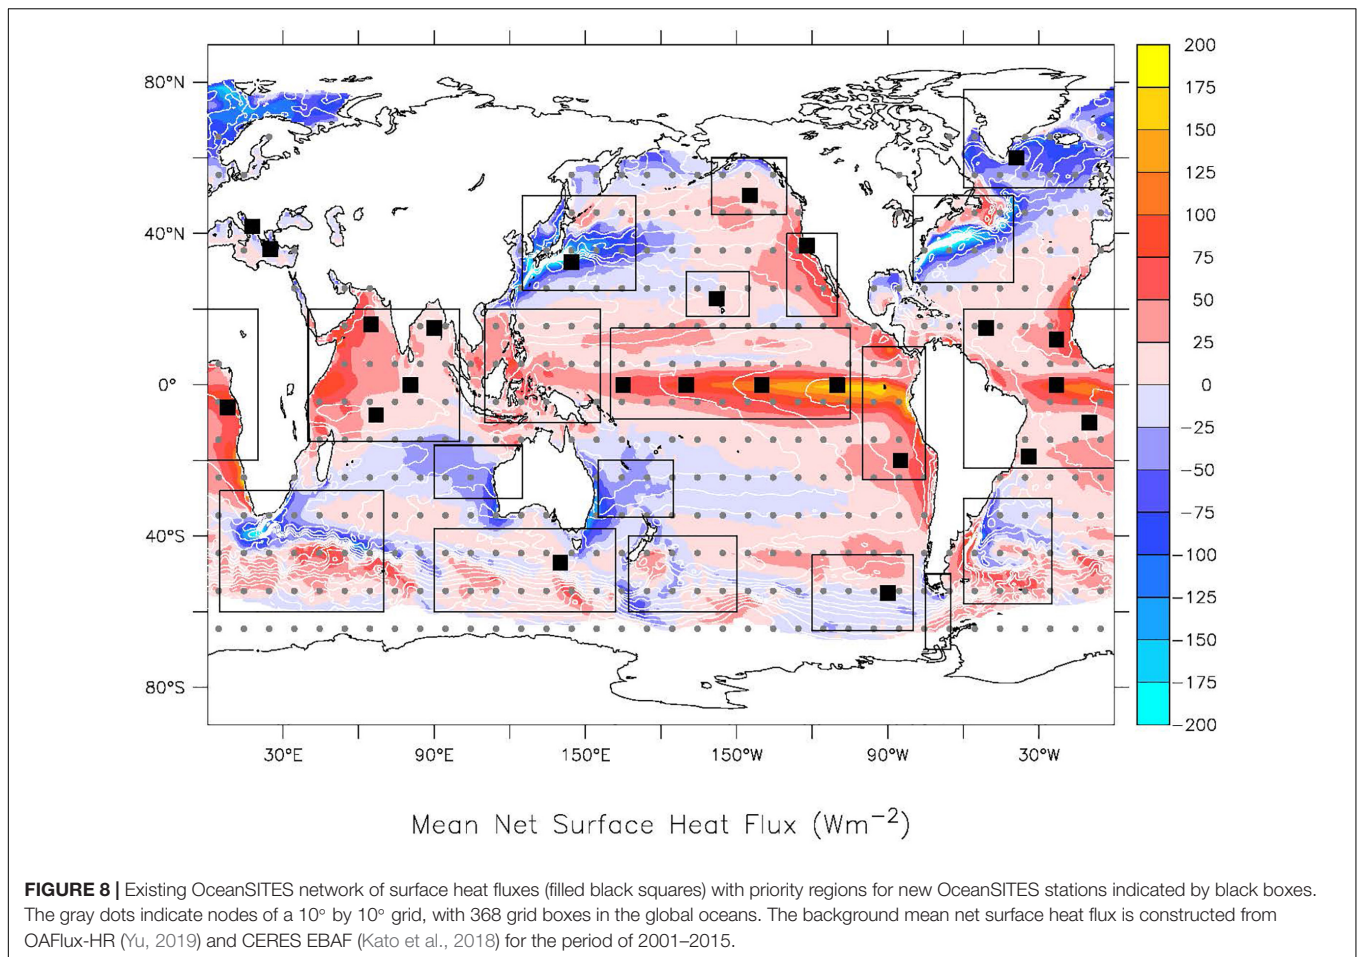 80°N
40°N
0°
40°S
80°S
30°E
90°E
150°E
150°W
90°W
30°W
200
175
150
125
100
75
50
25
0
−25
−50
−75
−100
−125
−150
−175
−200
Mean Net Surface Heat Flux (Wm−2)
FIGURE 8 | Existing OceanSITES network of surface heat fluxes (filled black squares) with priority regions for new OceanSITES stations indicated by black boxes.
The gray dots indicate nodes of a 10° by 10° grid, with 368 grid boxes in the global oceans. The background mean net surface heat flux is constructed from
OAFlux-HR (Yu, 2019) and CERES EBAF (Kato et al., 2018) for the period of 2001–2015.